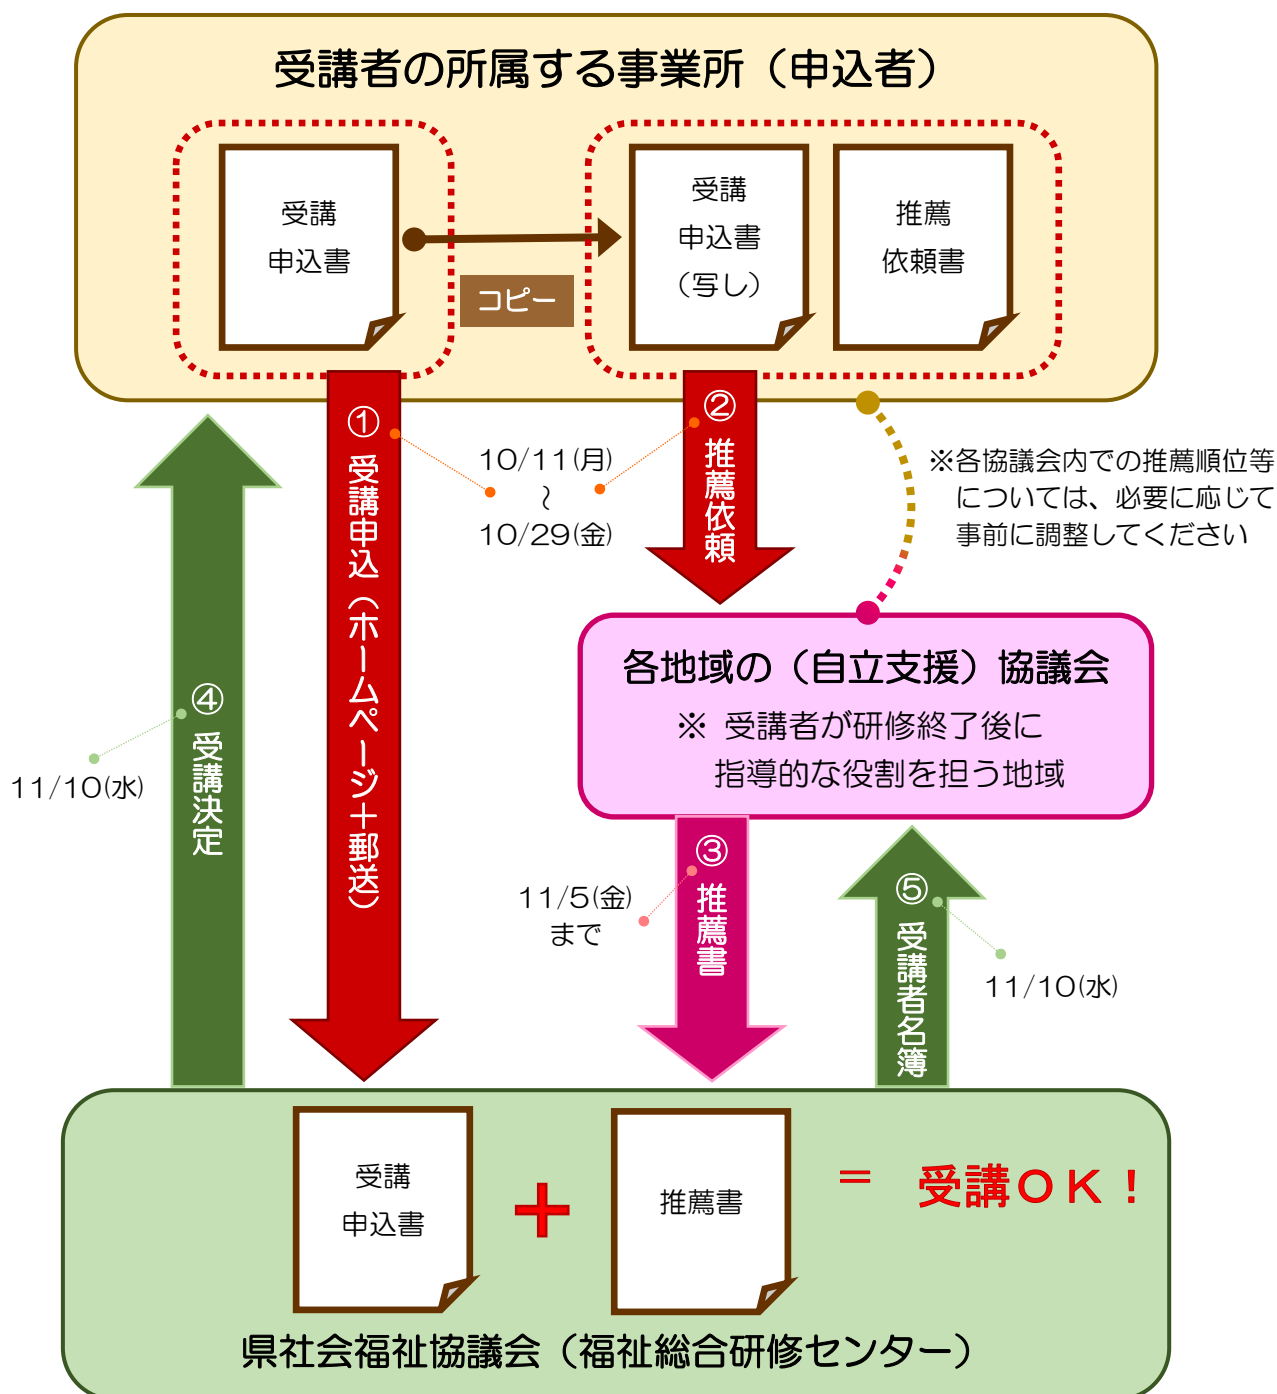 受講者の所属する事業所（申込者）
受講
申込書
コピー
受講
申込書
（写し）
推薦
依頼書
①受講申込（ホームページ＋郵送）
10/11(月)
～
10/29(金)
②推薦依頼
※各協議会内での推薦順位等
については、必要に応じて
事前に調整してください
各地域の（自立支援）協議会
※ 受講者が研修終了後に
指導的な役割を担う地域
④受講決定
11/10(水)
③推薦書
11/5(金)
まで
⑤受講者名簿
11/10(水)
受講
申込書
＋
推薦書
＝ 受講ＯＫ！
県社会福祉協議会（福祉総合研修センター）